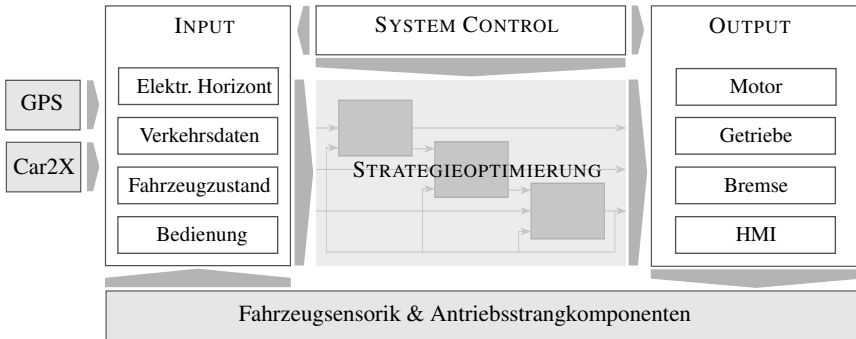 INPUT
SYSTEM CONTROL
OUTPUT
GPS
Car2X
Elektr. Horizont
Verkehrsdaten
Fahrzeugzustand
Bedienung
STRATEGIEOPTIMIERUNG
Motor
Getriebe
Bremse
HMI
Fahrzeugsensorik & Antriebsstrangkomponenten